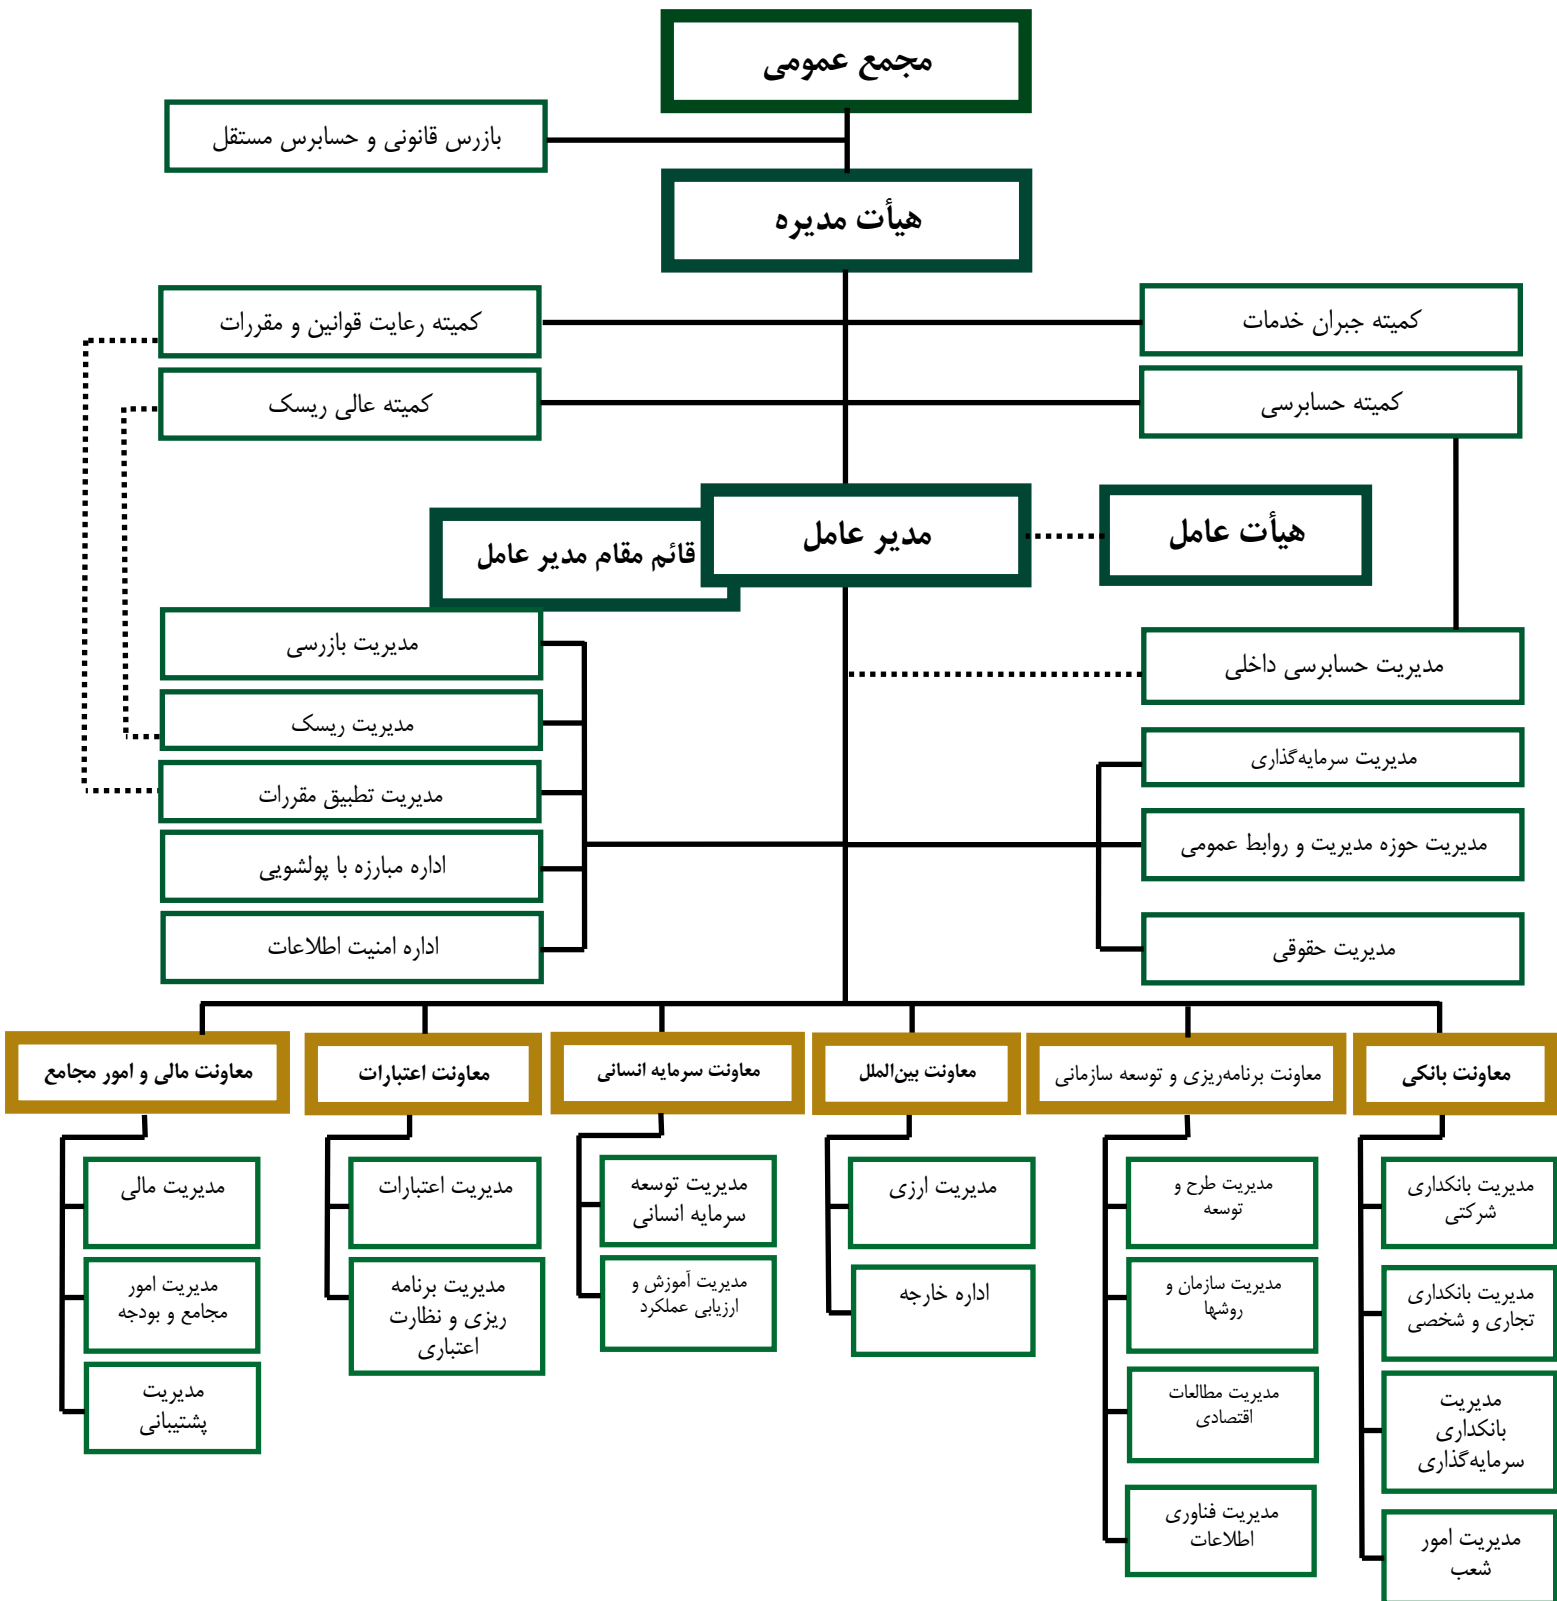 مجمع عمومی
بازرس قانونی و حسابرس مستقل
هیأت مدیره
کمیته جبران خدمات
کمیته رعایت قوانین و مقررات
کمیته حسابرسی
کمیته عالی ریسک
هیأت عامل
مدیر عامل
قائم مقام مدیر عامل
مدیریت حسابرسی داخلی
مدیریت سرمایه‌گذاری
مدیریت حوزه مدیریت و روابط عمومی
مدیریت حقوقی
مدیریت بازرسی
مدیریت ریسک
مدیریت تطبیق مقررات
اداره مبارزه با پولشویی
اداره امنیت اطلاعات
معاونت بانکی
مدیریت بانکداری
شرکتی
مدیریت بانکداری
تجاری و شخصی
مدیریت
بانکداری
سرمایه‌گذاری
مدیریت امور
شعب
معاونت برنامه‌ریزی و توسعه سازمانی
مدیریت طرح و
توسعه
مدیریت سازمان و
روشها
مدیریت مطالعات
اقتصادی
مدیریت فناوری
اطلاعات
معاونت بین‌الملل
مدیریت ارزی
اداره خارجه
معاونت سرمایه انسانی
مدیریت توسعه
سرمایه انسانی
مدیریت آموزش و
ارزیابی عملکرد
معاونت اعتبارات
مدیریت اعتبارات
مدیریت برنامه
ریزی و نظارت
اعتباری
معاونت مالی و امور مجامع
مدیریت مالی
مدیریت امور
مجامع و بودجه
مدیریت
پشتیبانی